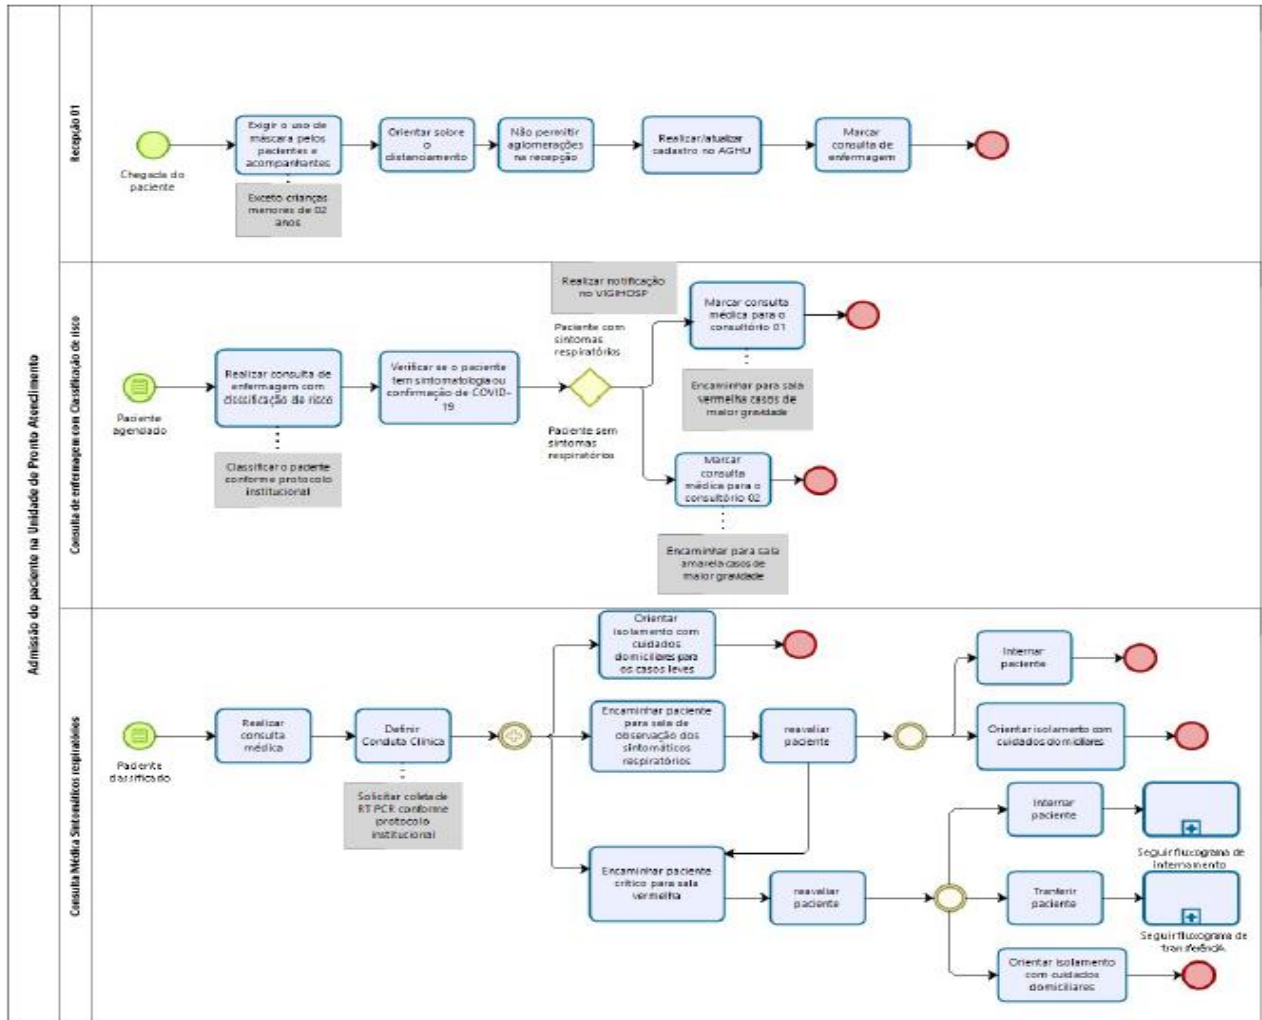 Admissão do paciente na Unidade de Pronto Atendimento
Recepção 01
Chegada do
paciente
Exigir o uso de
máscara pelos
pacientes e
acompanhantes
Exceto crianças
menores de 02
anos
Orientar sobre
o
distanciamento
Não permitir
aglomerações
na recepção
Realizar/atualizar
cadastro no AGHU
Marcar
consulta de
enfermagem
Consulta de enfermagem com Classificação de risco
Paciente
agendado
Realizar consulta de
enfermagem com
classificação de risco
Classificar o paciente
conforme protocolo
institucional
Verificar se o paciente
tem sintomatologia ou
confirmação de COVID-
19
Realizar notificação
no VIGIHOSP
Paciente com
sintomas
respiratórios
Paciente sem
sintomas
respiratórios
Marcar consulta
médica para o
consultório 01
Encaminhar para sala
vermelha casos de
maior gravidade
Marcar
consulta
médica para o
consultório 02
Encaminhar para sala
amarela casos de
maior gravidade
Consulta Médica Sintomáticos respiratórios
Paciente
classificado
Realizar
consulta
médica
Definir
Conduta Clínica
Solicitar coleta de
RT PCR conforme
protocolo
institucional
Orientar
isolamento com
cuidados
domiciliares para
os casos leves
Encaminhar paciente
para sala de
observação dos
sintomáticos
respiratórios
reavaliar
paciente
Internar
paciente
Orientar isolamento com
cuidados domiciliares
Encaminhar paciente
crítico para sala
vermelha
reavaliar
paciente
Internar
paciente
Seguir fluxograma de
internamento
Tranferir
paciente
Seguir fluxograma de
transferência
Orientar isolamento
com cuidados
domiciliares